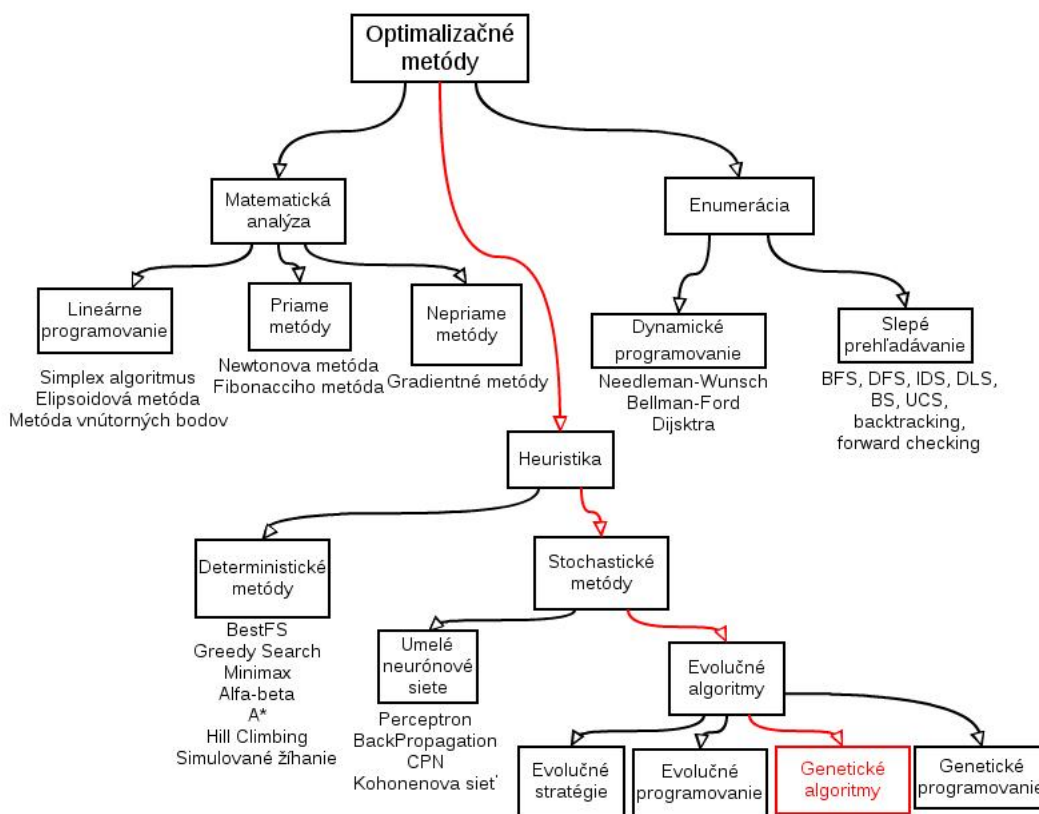 Optimalizačné
metódy
Matematická
analýza
Enumerácia
Lineárne
programovanie
Priame
metódy
Nepriame
metódy
Dynamické
programovanie
Slepé
prehľadávanie
Simplex algoritmus
Elipsoidová metóda
Metóda vnútorných bodov
Newtonova metóda
Fibonacciho metóda
Gradientné metódy
Needleman-Wunsch
Bellman-Ford
Dijsktra
BFS, DFS, IDS, DLS,
BS, UCS,
backtracking,
forward checking
Heuristika
Deterministické
metódy
Stochastické
metódy
BestFS
Greedy Search
Minimax
Alfa-beta
A*
Hill Climbing
Simulované žíhanie
Umelé
neurónové
siete
Perceptron
BackPropagation
CPN
Kohonenova sieť
Evolučné
algoritmy
Evolučné
stratégie
Evolučné
programovanie
Genetické
algoritmy
Genetické
programovanie